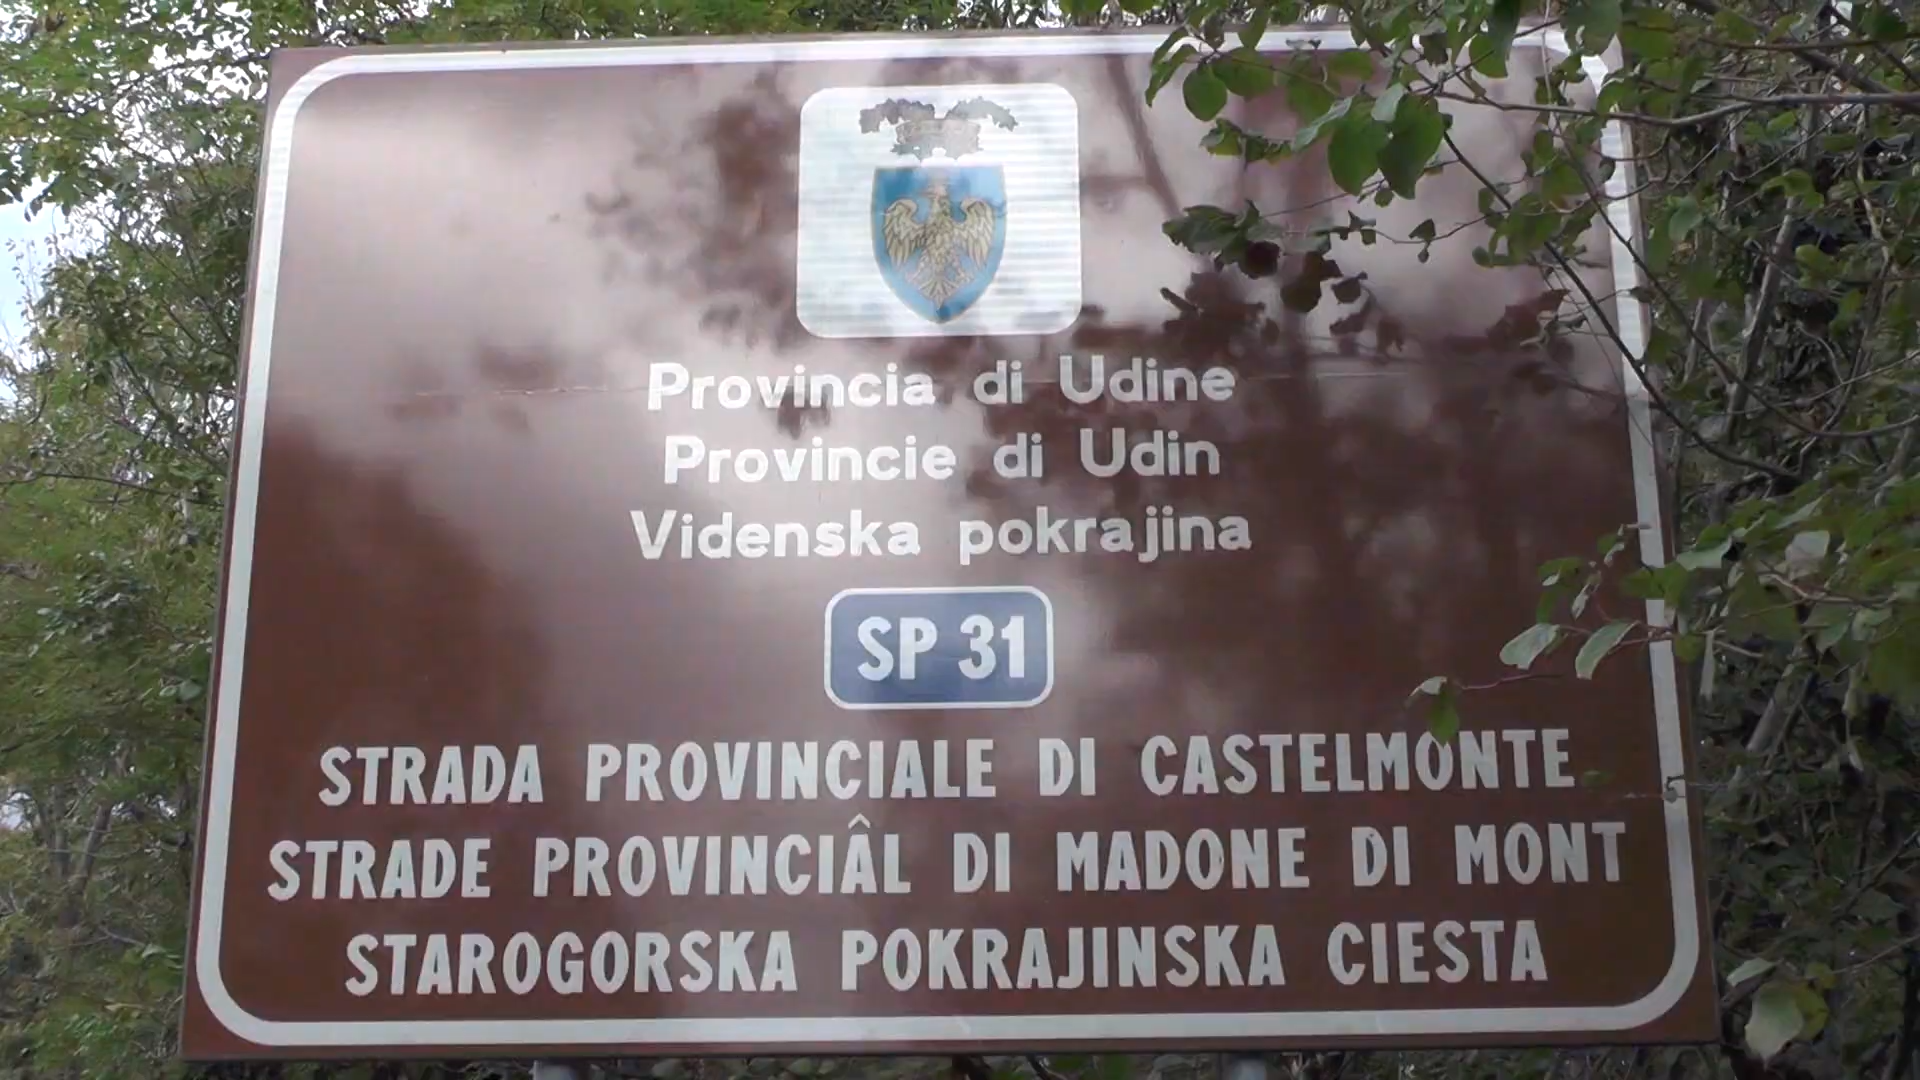 Provincia di Udine
Provincie di Udin
Videnska pokrajina
SP 31
STRADA PROVINCIALE DI CASTELMONTE
STRADE PROVINCIÂL DI MADONE DI MONT
STAROGORSKA POKRAJINSKA CIESTA